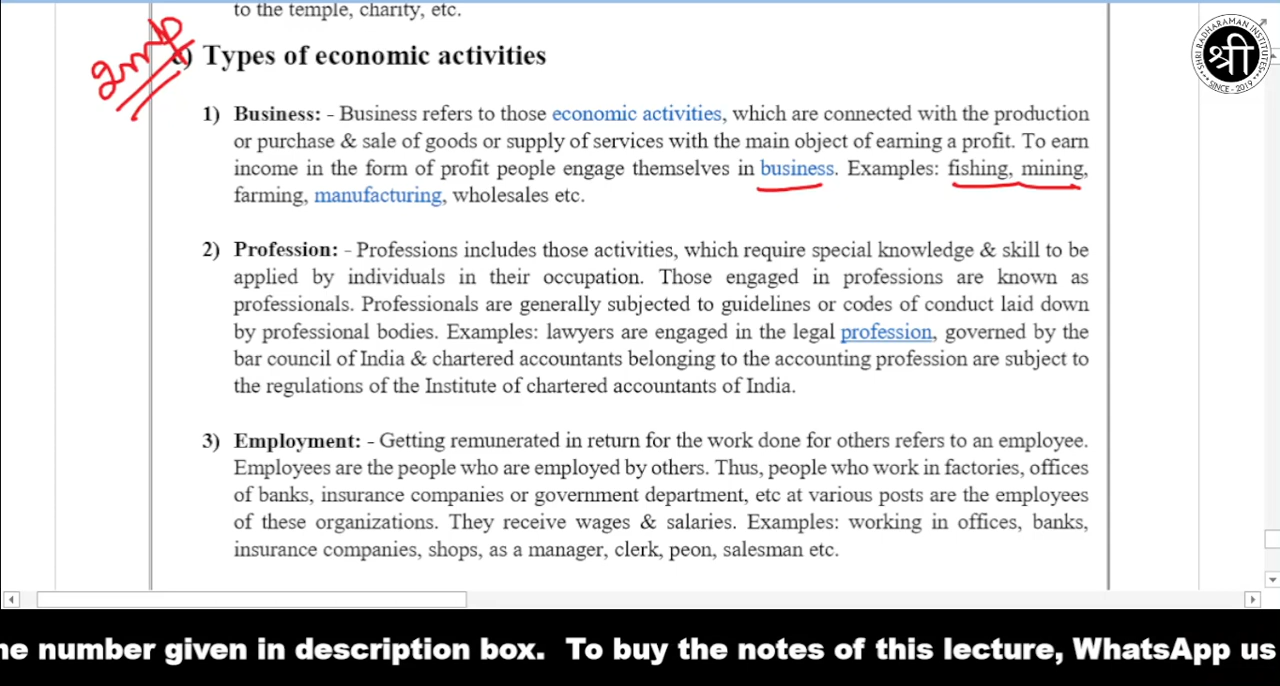 to the temple, charity, etc.
Imp
c) Types of economic activities
1) Business: - Business refers to those economic activities, which are connected with the production
or purchase & sale of goods or supply of services with the main object of earning a profit. To earn
income in the form of profit people engage themselves in business. Examples: fishing, mining,
farming, manufacturing, wholesales etc.
2) Profession: - Professions includes those activities, which require special knowledge & skill to be
applied by individuals in their occupation. Those engaged in professions are known as
professionals. Professionals are generally subjected to guidelines or codes of conduct laid down
by professional bodies. Examples: lawyers are engaged in the legal profession, governed by the
bar council of India & chartered accountants belonging to the accounting profession are subject to
the regulations of the Institute of chartered accountants of India.
3) Employment: - Getting remunerated in return for the work done for others refers to an employee.
Employees are the people who are employed by others. Thus, people who work in factories, offices
of banks, insurance companies or government department, etc at various posts are the employees
of these organizations. They receive wages & salaries. Examples: working in offices, banks,
insurance companies, shops, as a manager, clerk, peon, salesman etc.
SHRI RADHARAMAN INSTITUTES
श्री
SINCE - 2019
he number given in description box. To buy the notes of this lecture, WhatsApp us